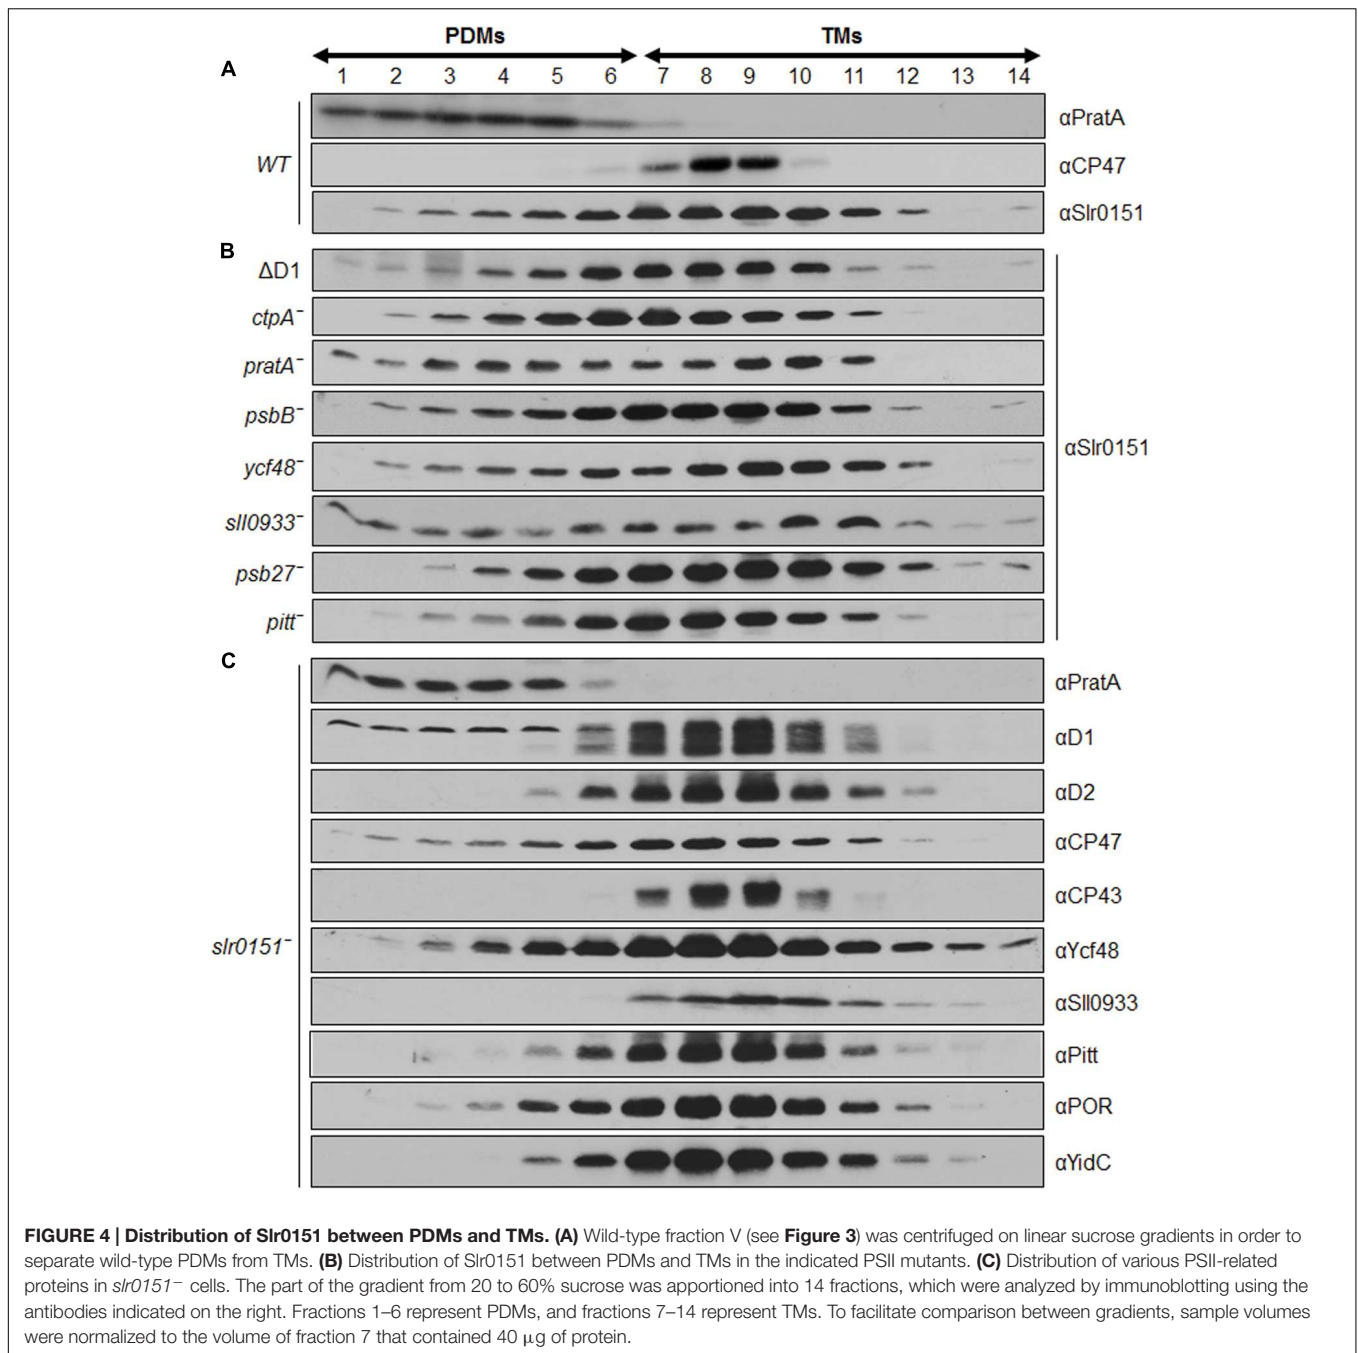 PDMs TMs
A 1 2 3 4 5 6 7 8 9 10 11 12 13 14
αPratA
WT αCP47
αSlr0151
B
ΔD1
ctpA⁻
pratA⁻
psbB⁻
αSlr0151
ycf48⁻
sll0933⁻
psb27⁻
pitt⁻
C
αPratA
αD1
αD2
αCP47
αCP43
slr0151⁻ αYcf48
αSll0933
αPitt
αPOR
αYidC
FIGURE 4 | Distribution of Slr0151 between PDMs and TMs. (A) Wild-type fraction V (see Figure 3) was centrifuged on linear sucrose gradients in order to
separate wild-type PDMs from TMs. (B) Distribution of Slr0151 between PDMs and TMs in the indicated PSII mutants. (C) Distribution of various PSII-related
proteins in slr0151⁻ cells. The part of the gradient from 20 to 60% sucrose was apportioned into 14 fractions, which were analyzed by immunoblotting using the
antibodies indicated on the right. Fractions 1–6 represent PDMs, and fractions 7–14 represent TMs. To facilitate comparison between gradients, sample volumes
were normalized to the volume of fraction 7 that contained 40 μg of protein.